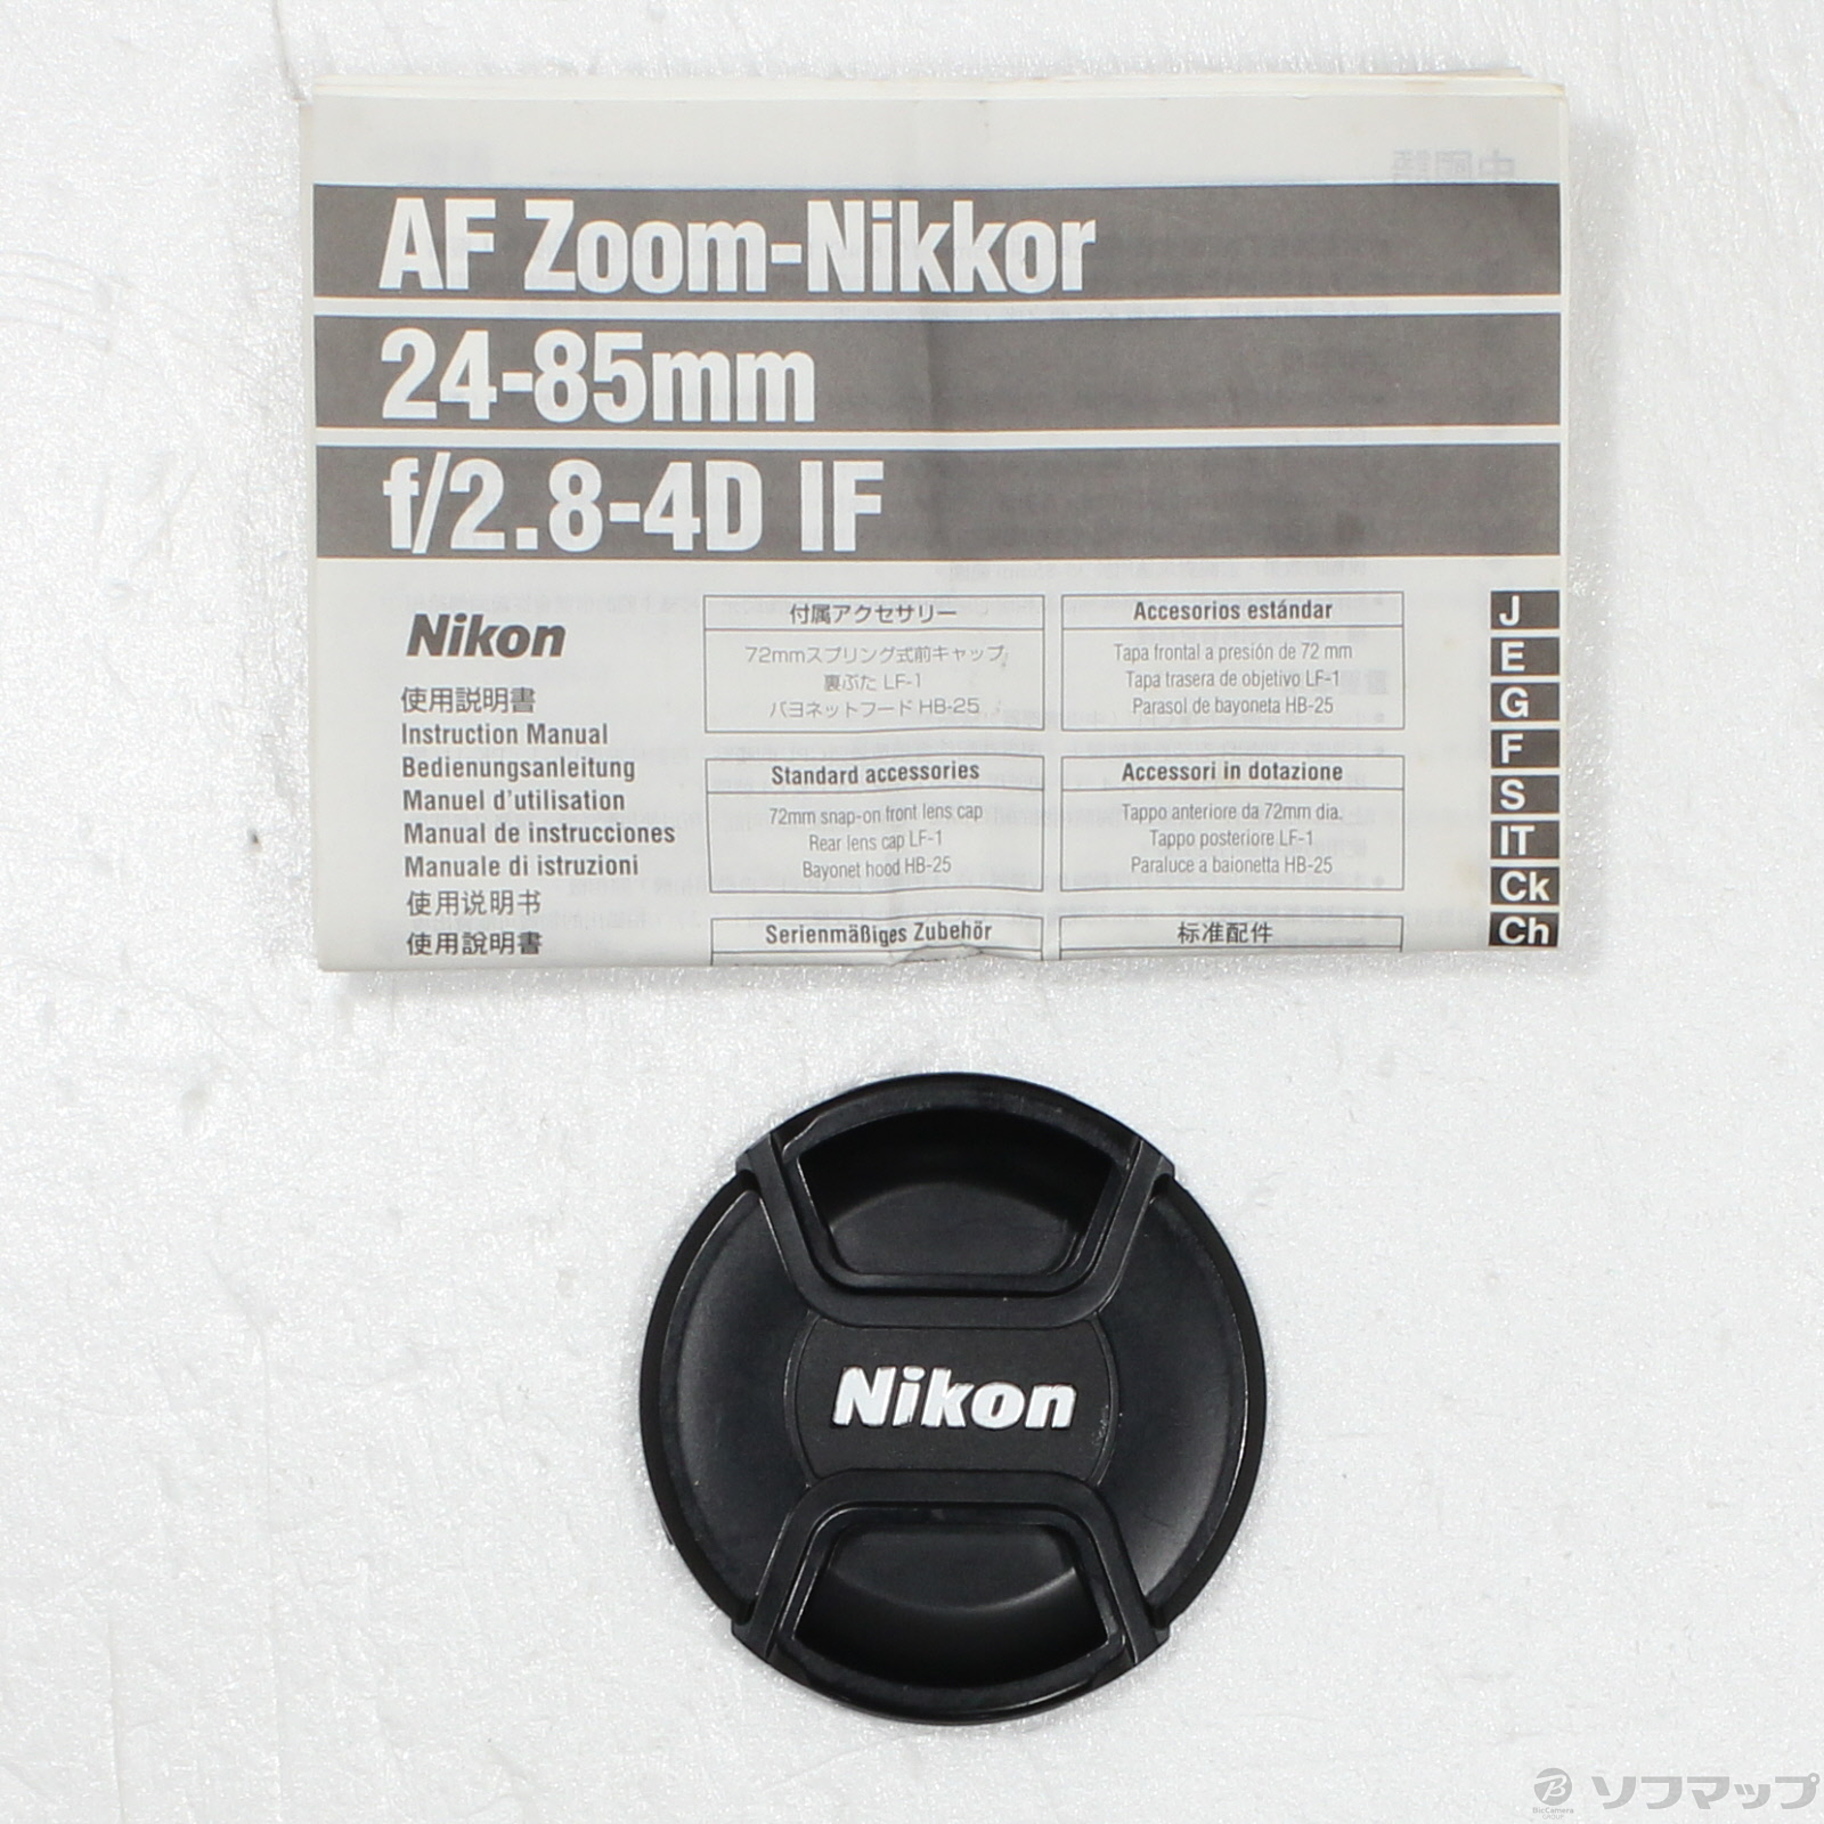 AF Zoom-Nikkor
24-85mm
f/2.8-4D IF
Nikon
使用説明書
Instruction Manual
Bedienungsanleitung
Manuel d'utilisation
Manual de instrucciones
Manuale di istruzioni
使用说明书
使用說明書
付属アクセサリー
72mmスプリング式前キャップ
裏ぶた LF-1
バヨネットフード HB-25
Standard accessories
72mm snap-on front lens cap
Rear lens cap LF-1
Bayonet hood HB-25
Serienmäßiges Zubehör
Accesorios estándar
Tapa frontal a presión de 72 mm
Tapa trasera de objetivo LF-1
Parasol de bayoneta HB-25
Accessori in dotazione
Tappo anteriore da 72mm dia.
Tappo posteriore LF-1
Paraluce a baionetta HB-25
标准配件
J
E
G
F
S
IT
Ck
Ch
Nikon
B
BicCamera
GROUP
ソフマップ